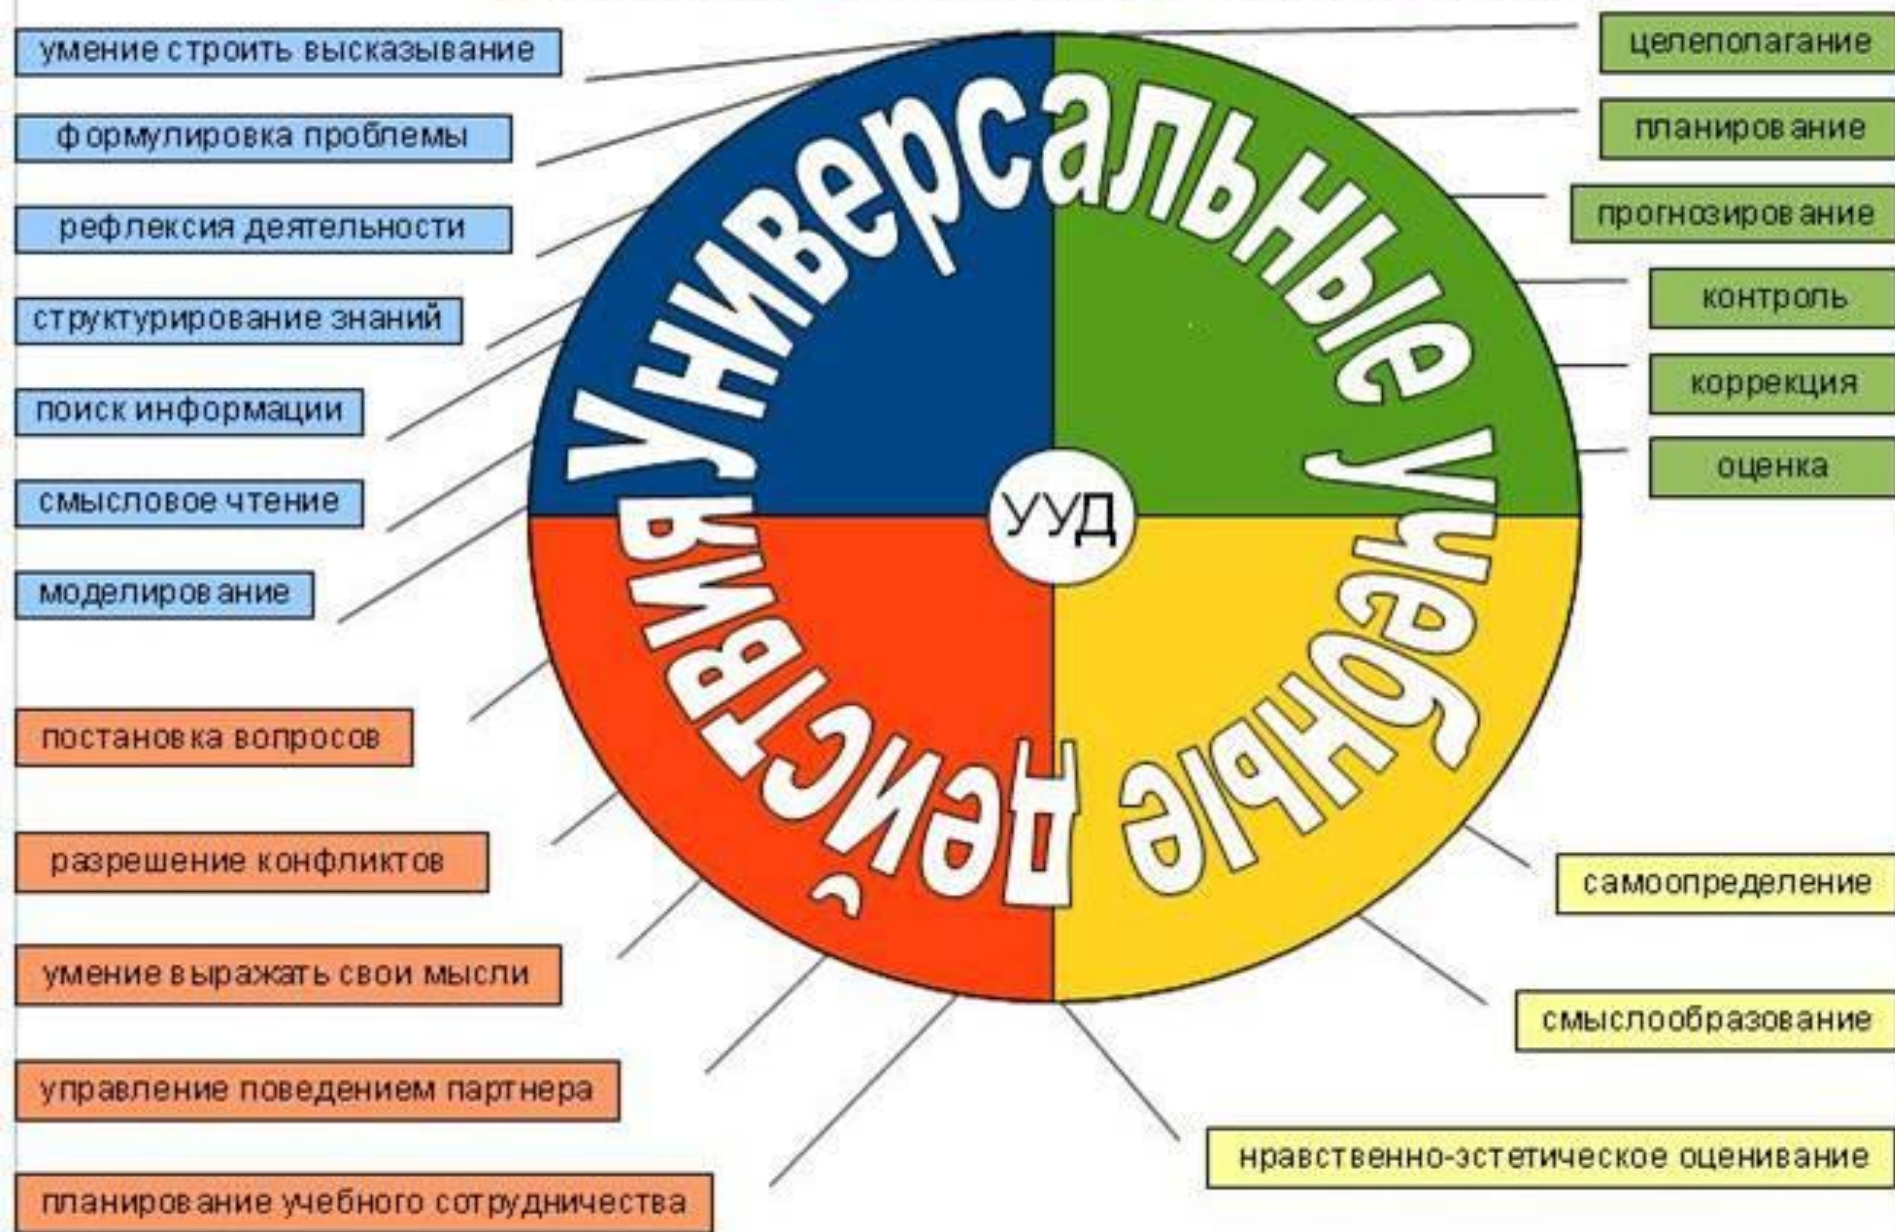 умение строить высказывание
формулировка проблемы
рефлексия деятельности
структурирование знаний
поиск информации
смысловое чтение
моделирование
постановка вопросов
разрешение конфликтов
умение выражать свои мысли
управление поведением партнера
планирование учебного сотрудничества
Универсальные учебные действия
УУД
целеполагание
планирование
прогнозирование
контроль
коррекция
оценка
самоопределение
смыслообразование
нравственно-эстетическое оценивание